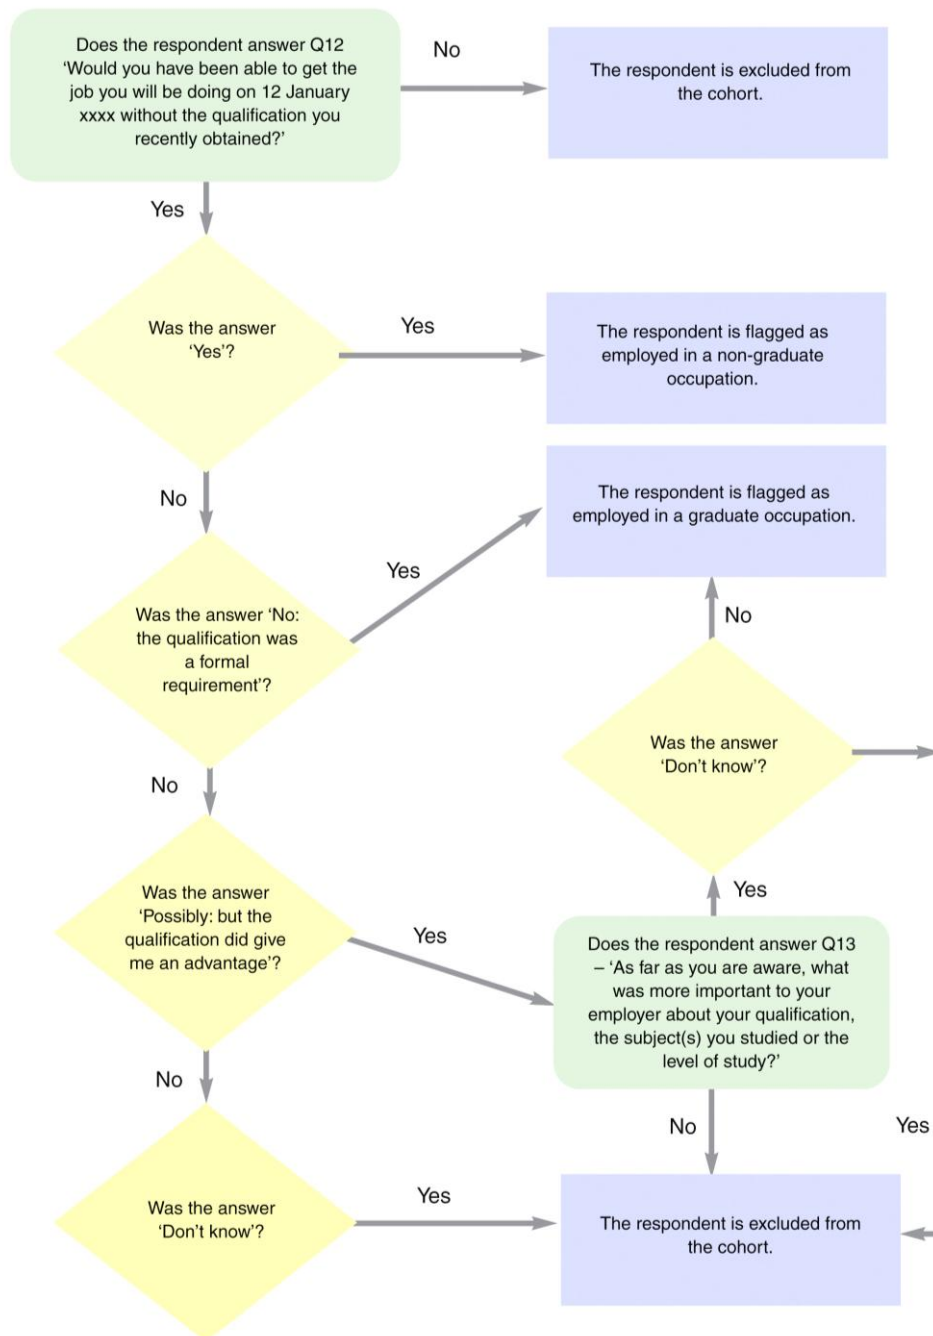 Does the respondent answer Q12
‘Would you have been able to get the
job you will be doing on 12 January
xxxx without the qualification you
recently obtained?’
No
The respondent is excluded from
the cohort.
Yes
Was the answer
‘Yes’?
Yes
The respondent is flagged as
employed in a non-graduate
occupation.
No
The respondent is flagged as
employed in a graduate occupation.
Was the answer ‘No:
the qualification was
a formal
requirement’?
Yes
No
Was the answer
‘Don’t know’?
No
Was the answer
‘Possibly: but the
qualification did give
me an advantage’?
Yes
Yes
Does the respondent answer Q13
– ‘As far as you are aware, what
was more important to your
employer about your qualification,
the subject(s) you studied or the
level of study?’
No
No
Yes
Was the answer
‘Don’t know’?
Yes
The respondent is excluded from
the cohort.